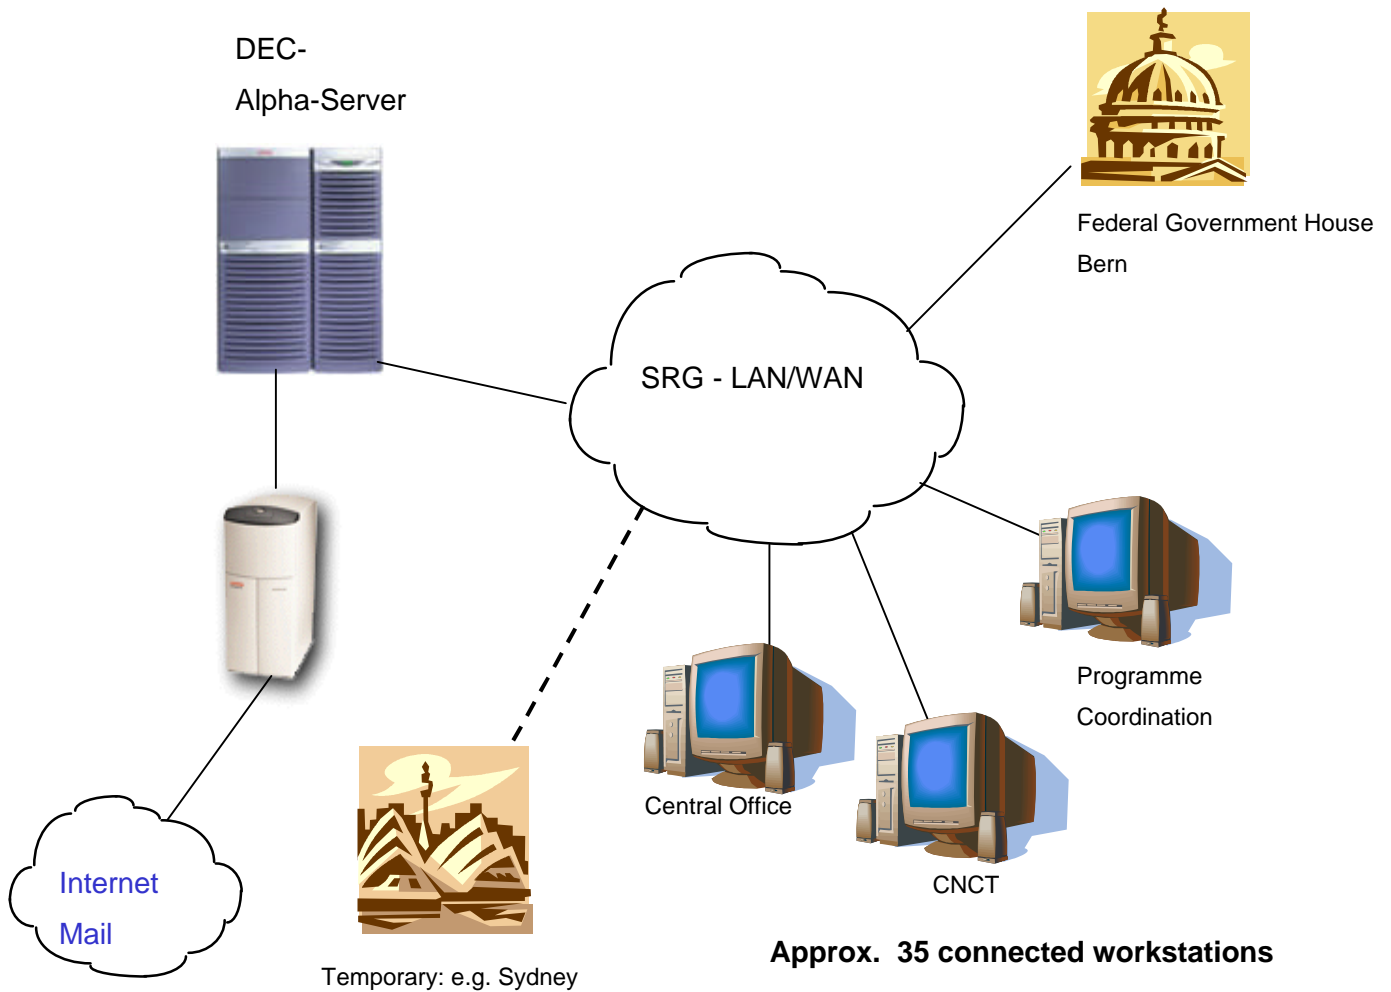 DEC-
Alpha-Server
Federal Government House
Bern
SRG - LAN/WAN
Programme
Coordination
Central Office
CNCT
Internet
Mail
Approx.  35 connected workstations
Temporary: e.g. Sydney